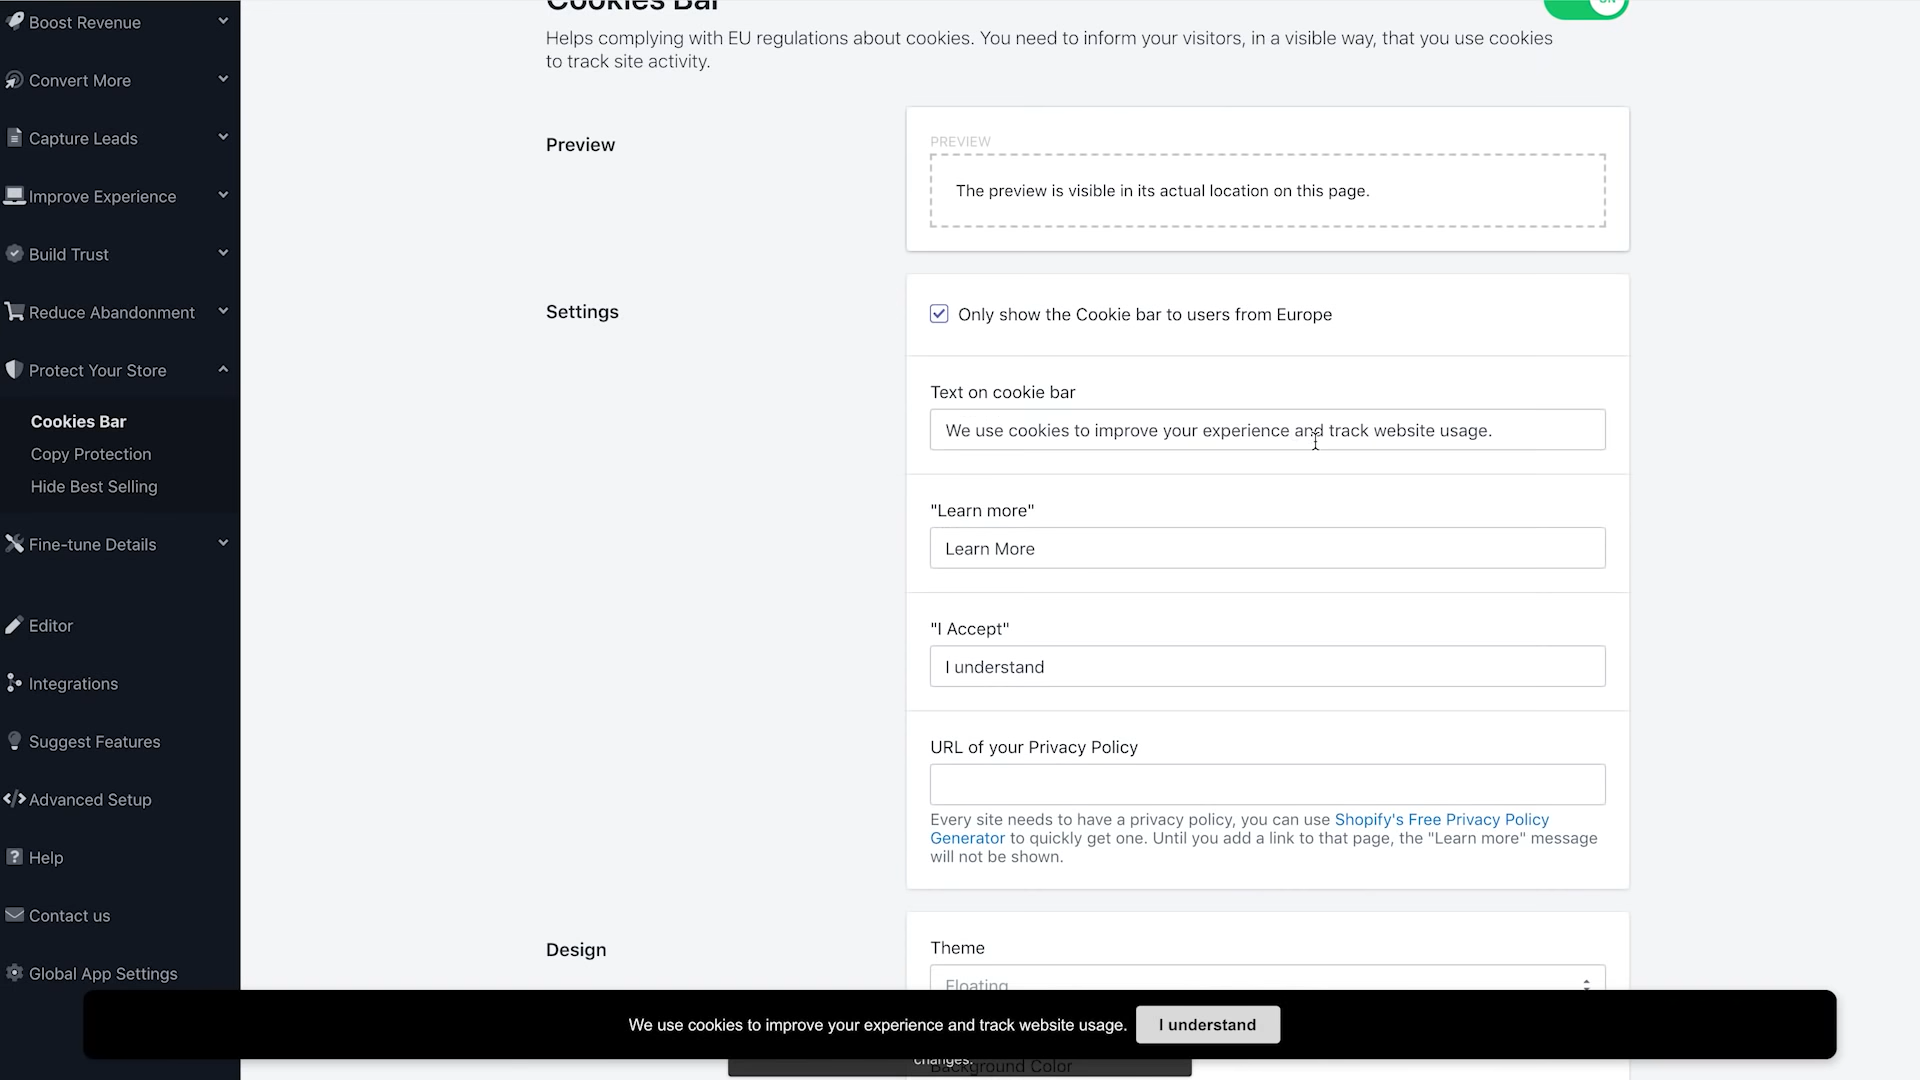 Boost Revenue
Convert More
Capture Leads
Improve Experience
Build Trust
Reduce Abandonment
Protect Your Store
Cookies Bar
Copy Protection
Hide Best Selling
Fine-tune Details
Editor
Integrations
Suggest Features
Advanced Setup
Help
Contact us
Global App Settings
Cookies Bar
ON
Helps complying with EU regulations about cookies. You need to inform your visitors, in a visible way, that you use cookies
to track site activity.
Preview
PREVIEW
The preview is visible in its actual location on this page.
Settings
Only show the Cookie bar to users from Europe
Text on cookie bar
We use cookies to improve your experience and track website usage.
"Learn more"
Learn More
"I Accept"
I understand
URL of your Privacy Policy
Every site needs to have a privacy policy, you can use Shopify's Free Privacy Policy
Generator to quickly get one. Until you add a link to that page, the "Learn more" message
will not be shown.
Design
Theme
Floating
We use cookies to improve your experience and track website usage. I understand
changes.
Background Color